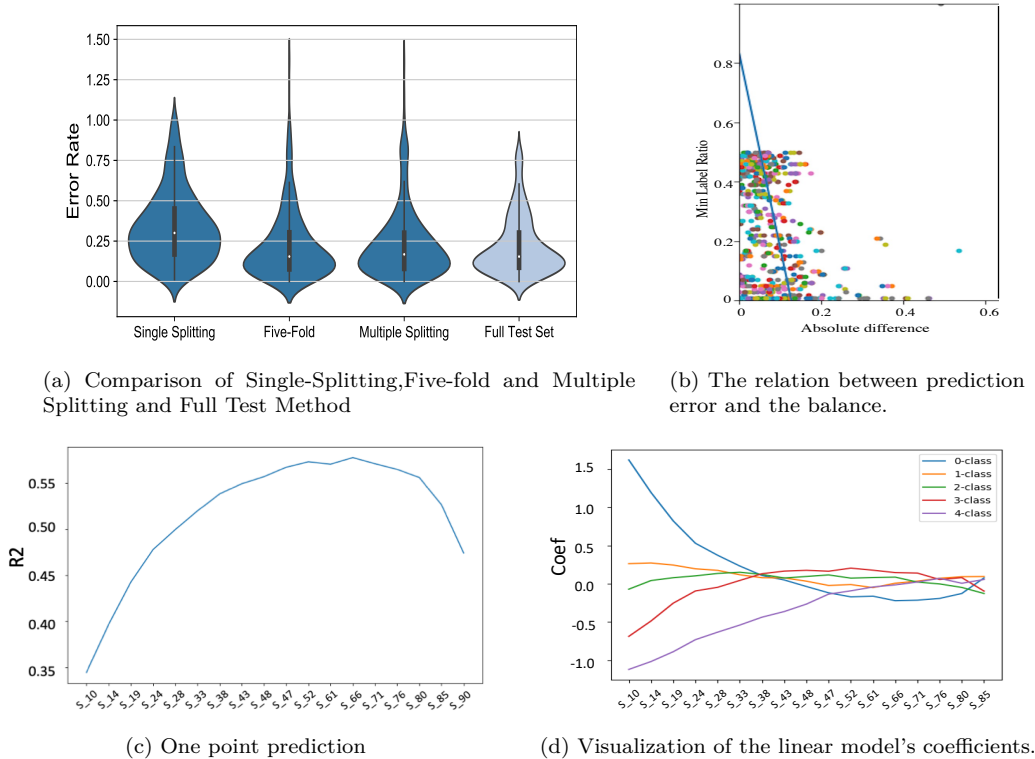 1.50
1.25
1.00
0.75
0.50
0.25
0.00
Error Rate
Single Splitting Five-Fold Multiple Splitting Full Test Set
0.8
0.6
0.4
0.2
0
Min Label Ratio
0 0.2 0.4 0.6
Absolute difference
(a) Comparison of Single-Splitting,Five-fold and Multiple
Splitting and Full Test Method
(b) The relation between prediction
error and the balance.
0.55
0.50
0.45
0.40
0.35
R2
S_10 S_14 S_19 S_24 S_28 S_33 S_38 S_43 S_48 S_47 S_52 S_61 S_66 S_71 S_76 S_80 S_85 S_90
0-class
1-class
2-class
3-class
4-class
1.5
1.0
0.5
0.0
-0.5
-1.0
Coef
S_10 S_14 S_19 S_24 S_28 S_33 S_38 S_43 S_48 S_47 S_52 S_61 S_66 S_71 S_76 S_80 S_85
(c) One point prediction
(d) Visualization of the linear model's coefficients.